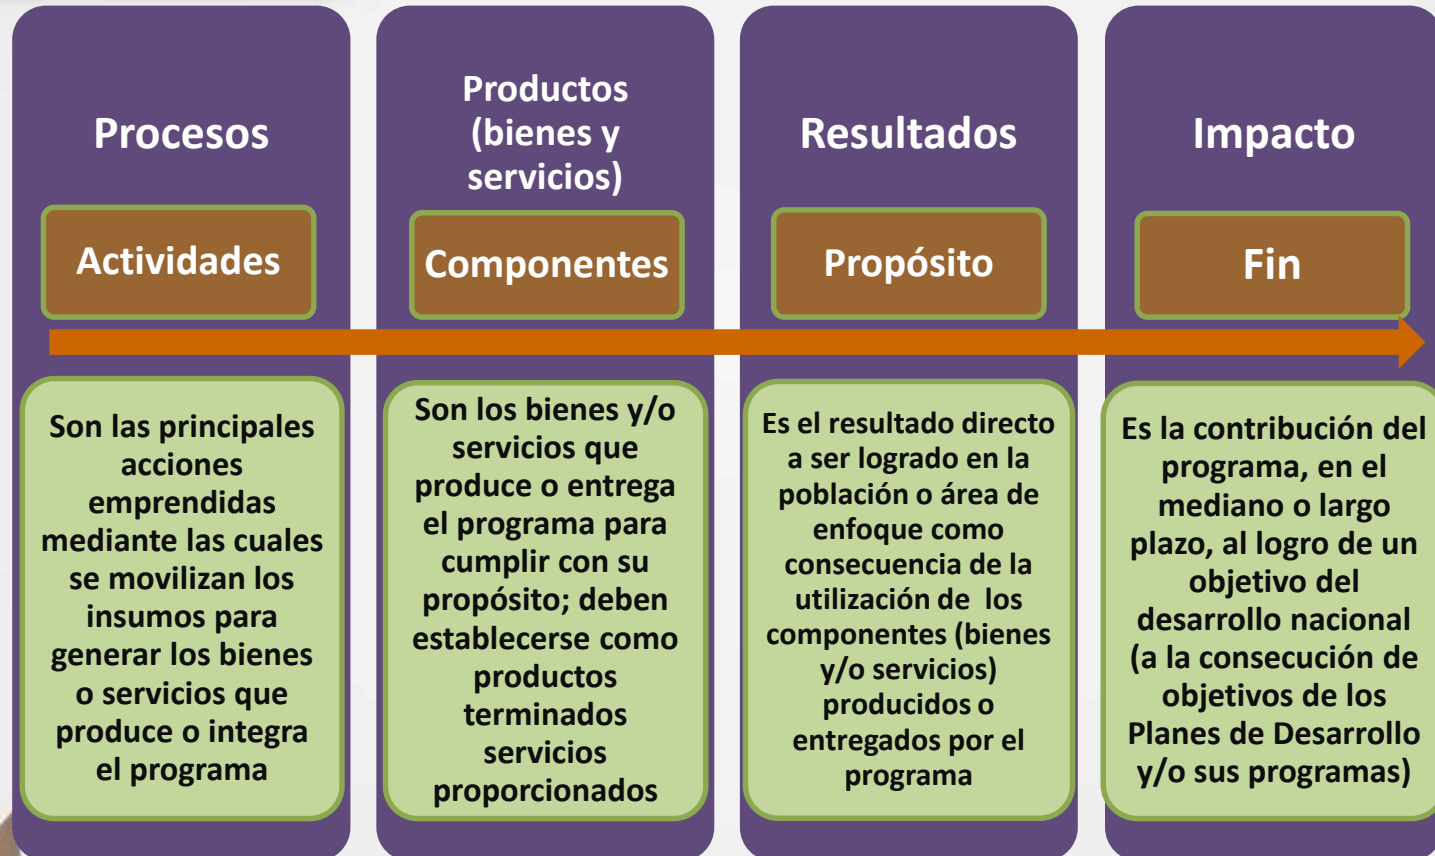 Procesos
Actividades
Son las principales
acciones
emprendidas
mediante las cuales
se movilizan los
insumos para
generar los bienes
o servicios que
produce o integra
el programa
Productos
(bienes y
servicios)
Componentes
Son los bienes y/o
servicios que
produce o entrega
el programa para
cumplir con su
propósito; deben
establecerse como
productos
terminados
servicios
proporcionados
Resultados
Propósito
Es el resultado directo
a ser logrado en la
población o área de
enfoque como
consecuencia de la
utilización de los
componentes (bienes
y/o servicios)
producidos o
entregados por el
programa
Impacto
Fin
Es la contribución del
programa, en el
mediano o largo
plazo, al logro de un
objetivo del
desarrollo nacional
(a la consecución de
objetivos de los
Planes de Desarrollo
y/o sus programas)